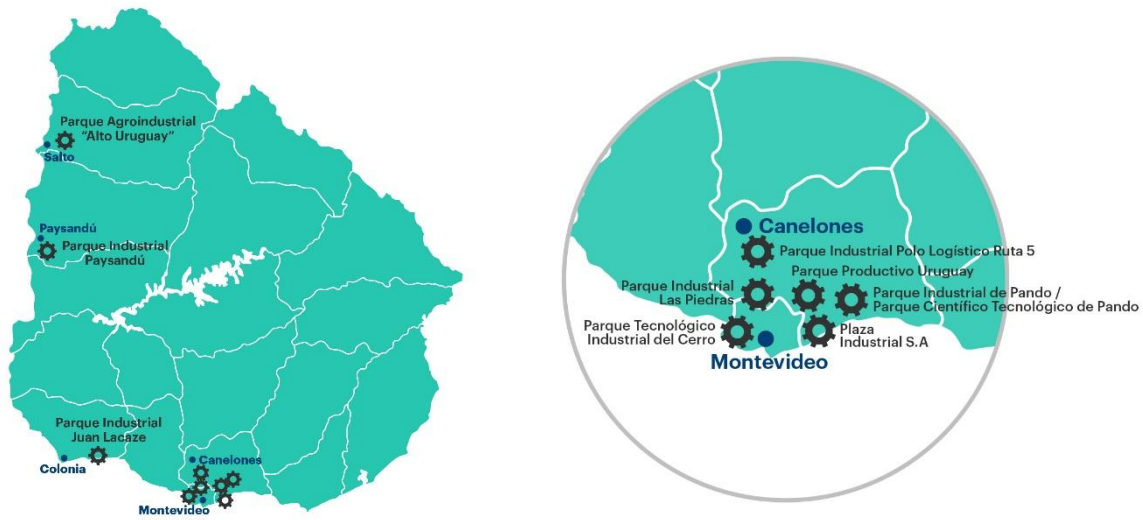 Parque Agroindustrial
"Alto Uruguay"
Salto
Paysandú
Parque Industrial
Paysandú
Parque Industrial
Juan Lacaze
Colonia
Canelones
Montevideo
Canelones
Parque Industrial Polo Logístico Ruta 5
Parque Productivo Uruguay
Parque Industrial
Las Piedras
Parque Industrial de Pando /
Parque Científico Tecnológico de Pando
Parque Tecnológico
Industrial del Cerro
Plaza
Industrial S.A
Montevideo